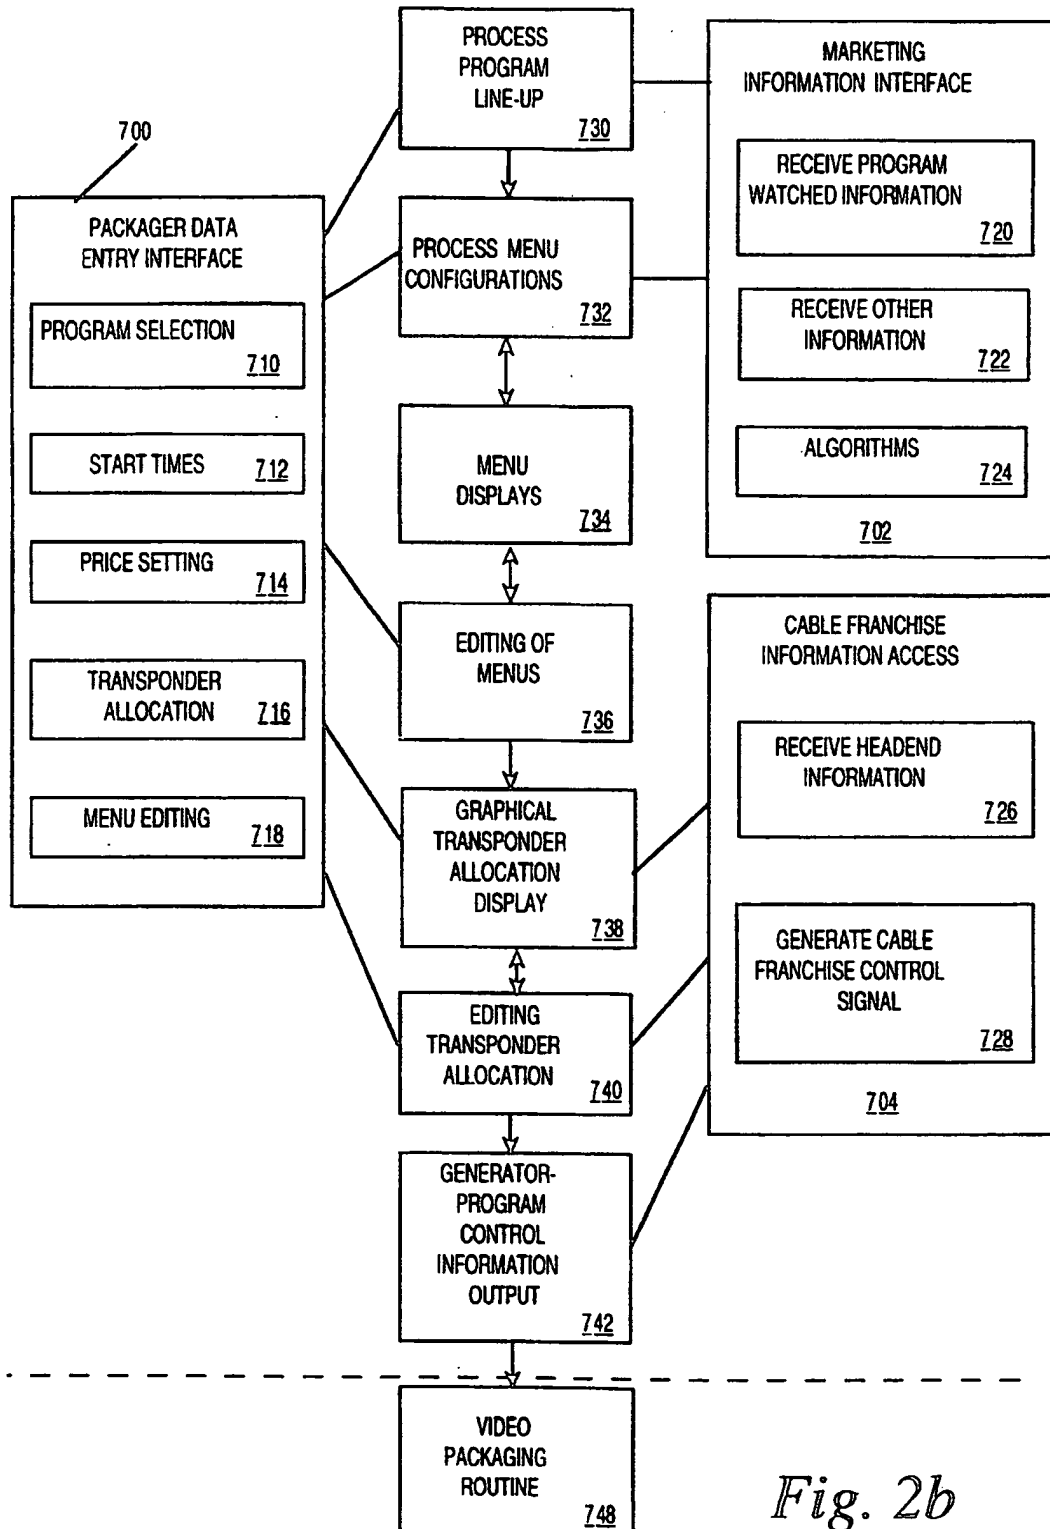 PROCESS
PROGRAM
LINE-UP
730
MARKETING
INFORMATION INTERFACE
RECEIVE PROGRAM
WATCHED INFORMATION
720
RECEIVE OTHER
INFORMATION
722
ALGORITHMS
724
702
700
PACKAGER DATA
ENTRY INTERFACE
PROGRAM SELECTION
710
START TIMES
712
PRICE SETTING
714
TRANSPONDER
ALLOCATION
716
MENU EDITING
718
PROCESS MENU
CONFIGURATIONS
732
MENU
DISPLAYS
734
EDITING OF
MENUS
736
GRAPHICAL
TRANSPONDER
ALLOCATION
DISPLAY
738
EDITING
TRANSPONDER
ALLOCATION
740
GENERATOR-
PROGRAM
CONTROL
INFORMATION
OUTPUT
742
CABLE FRANCHISE
INFORMATION ACCESS
RECEIVE HEADEND
INFORMATION
726
GENERATE CABLE
FRANCHISE CONTROL
SIGNAL
728
704
VIDEO
PACKAGING
ROUTINE
748
Fig. 2b